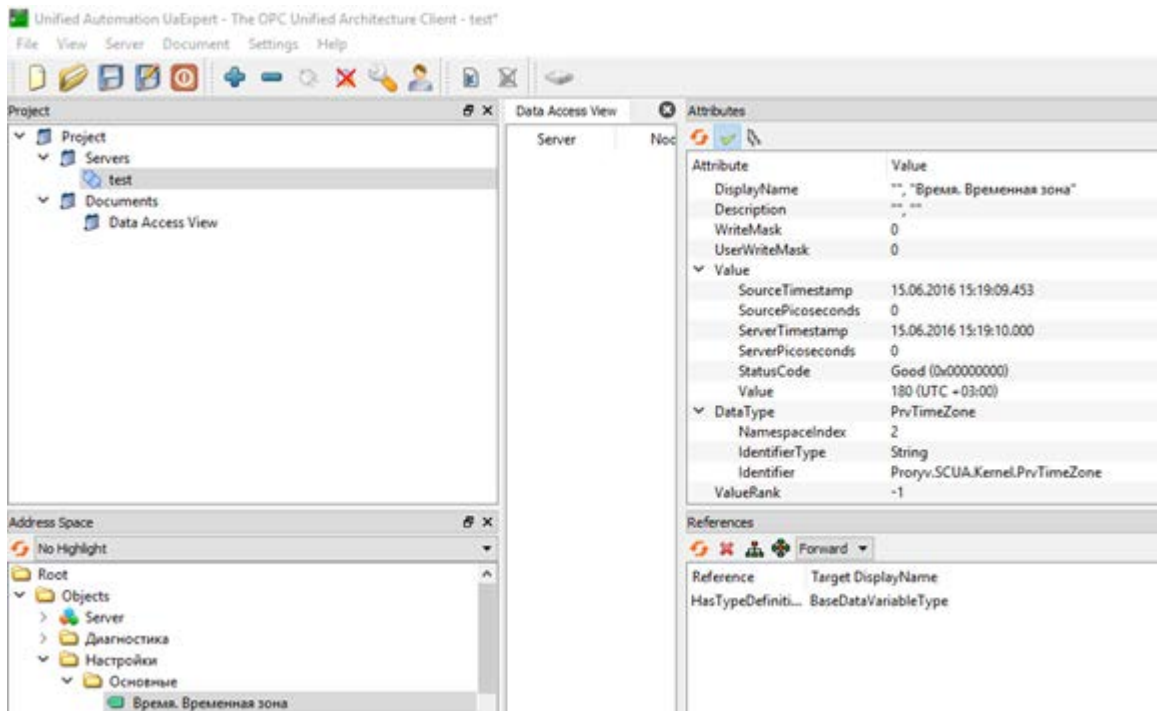 Unified Automation UaExpert - The OPC Unified Architecture Client - test*
File View Server Document Settings Help
Project
Project
Servers
test
Documents
Data Access View
Address Space
No Highlight
Root
Objects
Server
Диагностика
Настройки
Основные
Время. Временная зона
Data Access View
Server Noc
Attributes
Attribute Value
DisplayName "", "Время. Временная зона"
Description "", ""
WriteMask 0
UserWriteMask 0
Value
SourceTimestamp 15.06.2016 15:19:09.453
SourcePicoseconds 0
ServerTimestamp 15.06.2016 15:19:10.000
ServerPicoseconds 0
StatusCode Good (0x00000000)
Value 180 (UTC +03:00)
DataType PrvTimeZone
NamespaceIndex 2
IdentifierType String
Identifier Proryv.SCUA.Kernel.PrvTimeZone
ValueRank -1
References
Forward
Reference Target DisplayName
HasTypeDefiniti... BaseDataVariableType